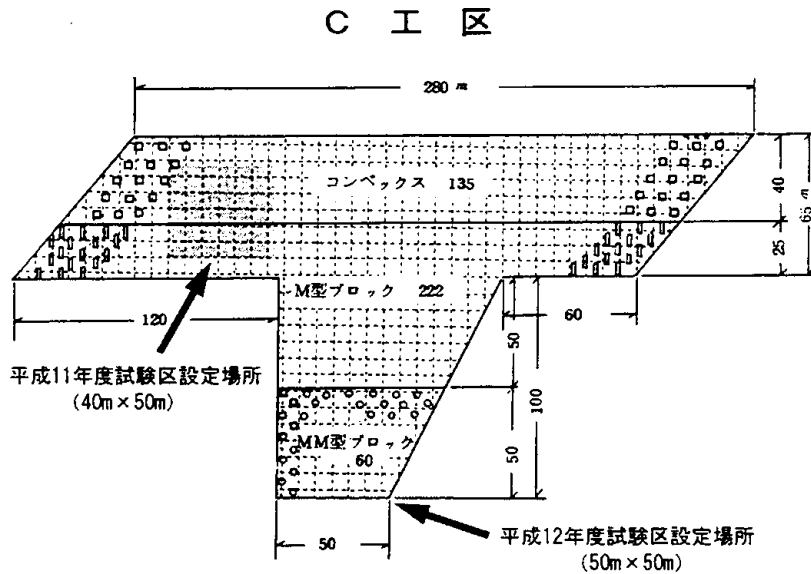 C 工 区
280 m
コンベックス 135
40
65 m
25
M型ブロック 222
120
60
50
平成11年度試験区設定場所
(40m×50m)
100
MM型ブロック
60
50
50
平成12年度試験区設定場所
(50m×50m)